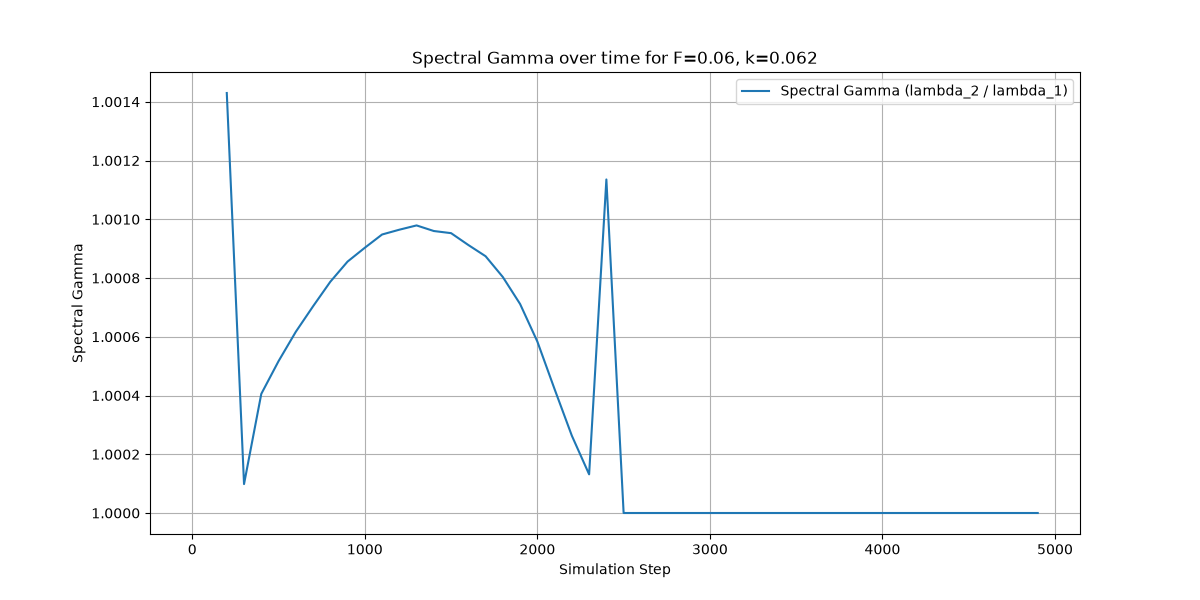 Spectral Gamma over time for F=0.06, k=0.062
Spectral Gamma (lambda_2 / lambda_1)
1.0014
1.0012
1.0010
1.0008
1.0006
1.0004
1.0002
1.0000
Spectral Gamma
0 1000 2000 3000 4000 5000
Simulation Step